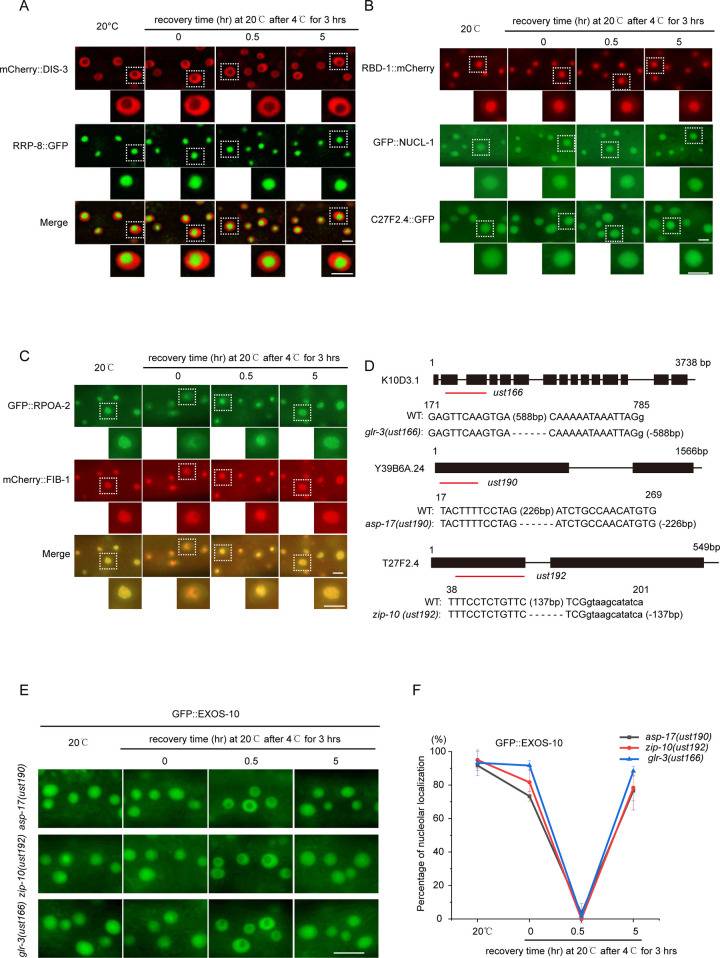 A
recovery time (hr) at 20℃ after 4℃ for 3 hrs
20°C
0 0.5 5
mCherry::DIS-3
RRP-8::GFP
Merge
B
recovery time (hr) at 20℃ after 4℃ for 3 hrs
20℃
0 0.5 5
RBD-1::mCherry
GFP::NUCL-1
C27F2.4::GFP
C
recovery time (hr) at 20℃ after 4℃ for 3 hrs
20℃
0 0.5 5
GFP::RPOA-2
mCherry::FIB-1
Merge
D
1 3738 bp
K10D3.1
ust166
171 785
WT: GAGTTCAAGTGA (588bp) CAAAAATAAATTAGg
glr-3(ust166): GAGTTCAAGTGA - - - - - - CAAAAATAAATTAGg (-588bp)
1 1566bp
Y39B6A.24
ust190
17 269
WT: TACTTTTCCTAG (226bp) ATCTGCCAACATGTG
asp-17(ust190): TACTTTTCCTAG - - - - - - ATCTGCCAACATGTG (-226bp)
1 549bp
T27F2.4
ust192
38 201
WT: TTTCCTCTGTTC (137bp) TCGgtaagcatatca
zip-10 (ust192): TTTCCTCTGTTC - - - - - - - TCGgtaagcatatca (-137bp)
E
GFP::EXOS-10
recovery time (hr) at 20℃ after 4℃ for 3 hrs
20℃
0 0.5 5
asp-17(ust190)
zip-10(ust192)
glr-3(ust166)
F
(%)
GFP::EXOS-10
asp-17(ust190)
zip-10(ust192)
glr-3(ust166)
Percentage of nucleolar localization
100
80
60
40
20
0
20℃ 0 0.5 5
recovery time (hr) at 20℃ after 4℃ for 3 hrs